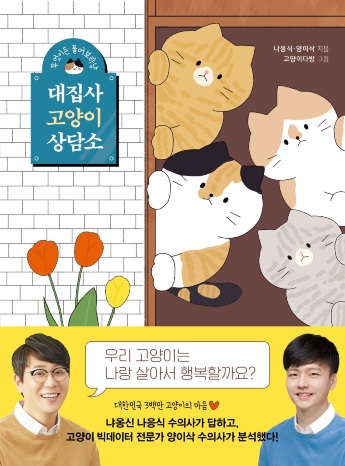 무엇이든 물어보라냥
대집사
고양이
상담소
나응식·양이삭 지음
고양이다방 그림
우리 고양이는
나랑 살아서 행복할까요?
대한민국 3백만 고양이의 마음
냐옹신 나응식 수의사가 답하고,
고양이 빅데이터 전문가 양이삭 수의사가 분석했다!